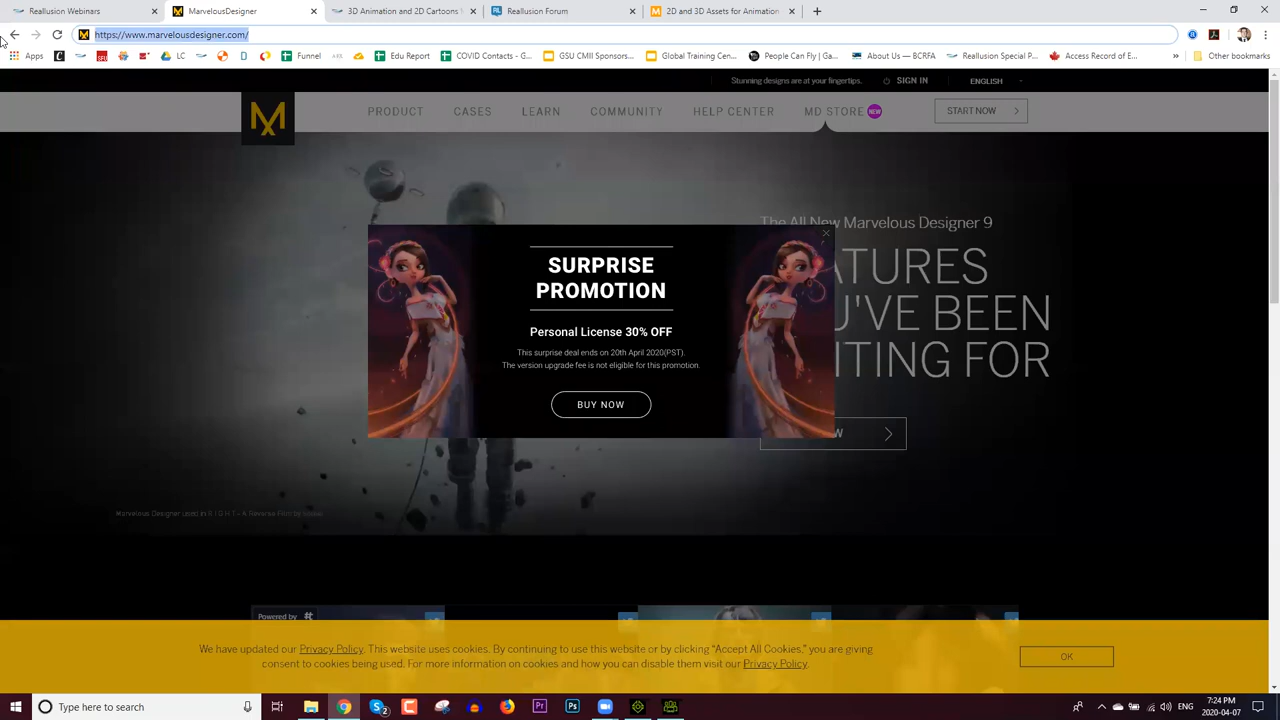 Reallusion Webinars
MarvelousDesigner
3D Animation and 2D Cartoons
Reallusion Forum
2D and 3D Assets for Animation
https://www.marvelousdesigner.com/
Apps
LC
Funnel
COVID Contacts - G...
GSU CMII Sponsors...
Global Training Cen...
People Can Fly | Ga...
About Us — BCRFA
Reallusion Special P...
Access Record of E...
»
Other bookmarks
Stunning designs are at your fingertips.
SIGN IN
ENGLISH
PRODUCT CASES LEARN COMMUNITY HELP CENTER MD STORE NEW
START NOW
The All New Marvelous Designer 9
ATURES
U'VE BEEN
ITING FOR
W
SURPRISE
PROMOTION
Personal License 30% OFF
This surprise deal ends on 20th April 2020(PST).
The version upgrade fee is not eligible for this promotion.
BUY NOW
Powered by
We have updated our Privacy Policy. This website uses cookies. By continuing to use this website or by clicking “Accept All Cookies,” you are giving
consent to cookies being used. For more information on cookies and how you can disable them visit our Privacy Policy.
OK
Type here to search
ENG
7:24 PM
2020-04-07